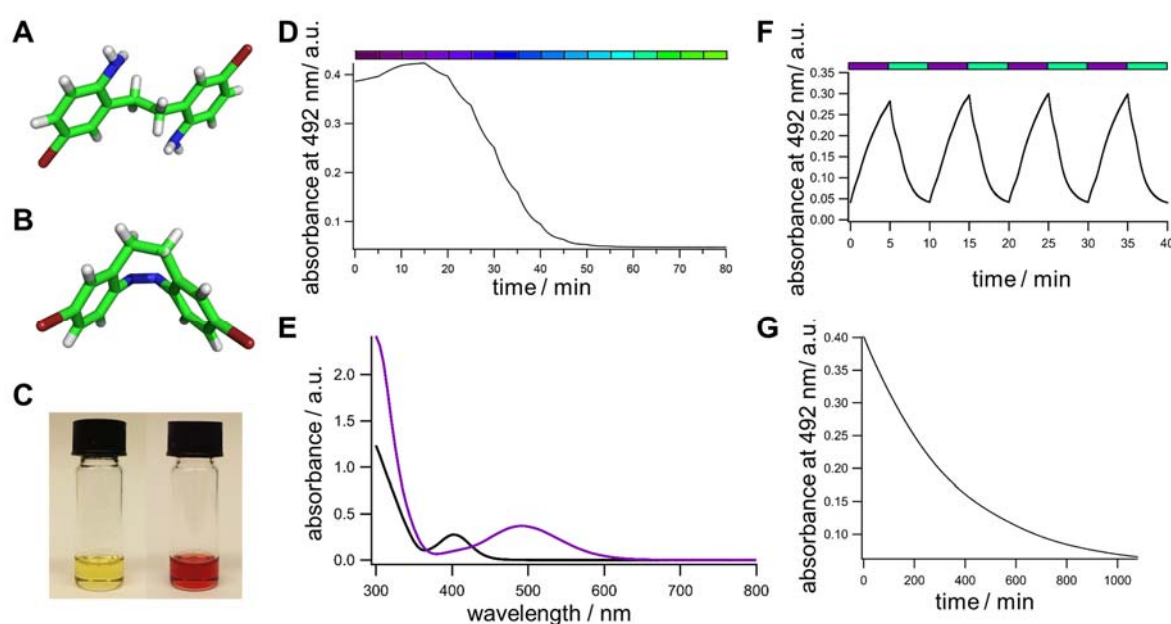 A
B
C
D
absorbance at 492 nm/ a.u.
0.4
0.3
0.2
0.1
0 10 20 30 40 50 60 70 80
time / min
E
absorbance / a.u.
2.0
1.5
1.0
0.5
0.0
300 400 500 600 700 800
wavelength / nm
F
absorbance at 492 nm/ a.u.
0.35
0.30
0.25
0.20
0.15
0.10
0.05
0.00
0 5 10 15 20 25 30 35 40
time / min
G
absorbance at 492 nm/ a.u.
0.40
0.35
0.30
0.25
0.20
0.15
0.10
0 200 400 600 800 1000
time / min